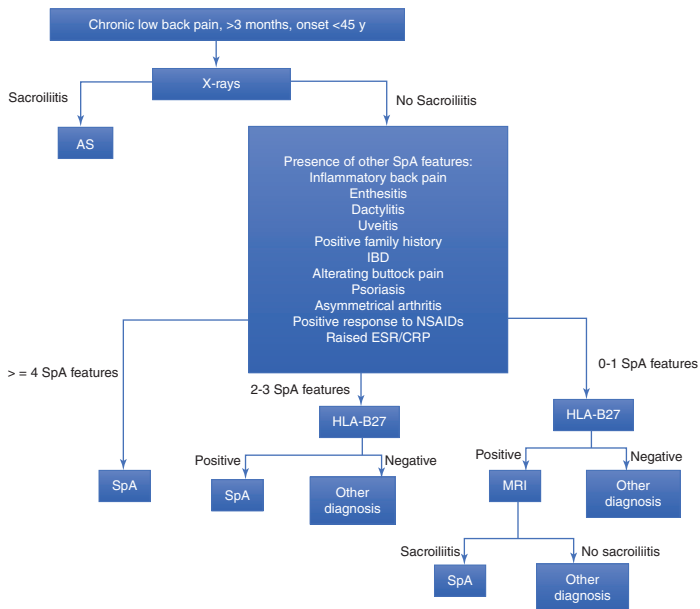 Chronic low back pain, >3 months, onset <45 y
X-rays
Sacroiliitis
No Sacroiliitis
AS
Presence of other SpA features:
Inflammatory back pain
Enthesitis
Dactylitis
Uveitis
Positive family history
IBD
Alterating buttock pain
Psoriasis
Asymmetrical arthritis
Positive response to NSAIDs
Raised ESR/CRP
> = 4 SpA features
2-3 SpA features
0-1 SpA features
HLA-B27
HLA-B27
Positive
Negative
Positive
Negative
SpA
SpA
Other
diagnosis
MRI
Other
diagnosis
Sacroiliitis
No sacroiliitis
SpA
Other
diagnosis